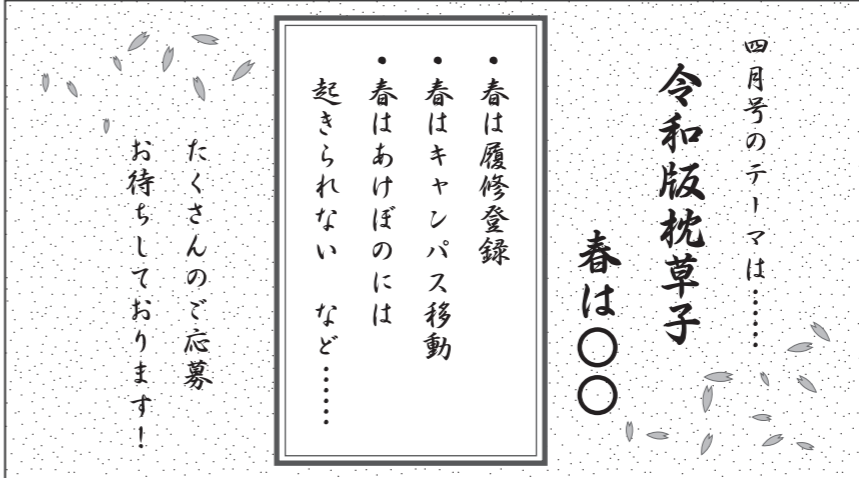 四月号のテーマは……
令和版枕草子
春は〇〇
・春は履修登録
・春はキャンパス移動
・春はあけぼのには
起きられない　など……
たくさんのご応募
お待ちしております！